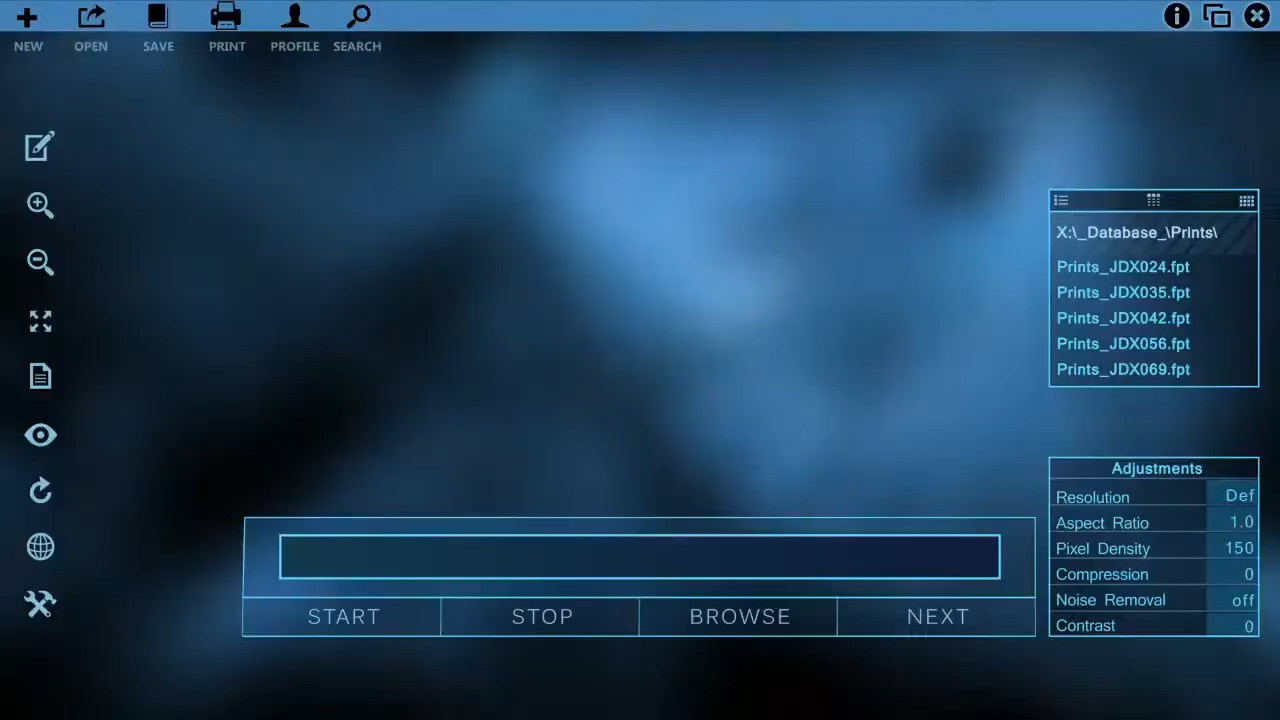 NEW OPEN SAVE PRINT PROFILE SEARCH
X:\_Database_\Prints\
Prints_JDX024.fpt
Prints_JDX035.fpt
Prints_JDX042.fpt
Prints_JDX056.fpt
Prints_JDX069.fpt
Adjustments
Resolution Def
Aspect Ratio 1.0
Pixel Density 150
Compression 0
Noise Removal off
Contrast 0
START STOP BROWSE NEXT